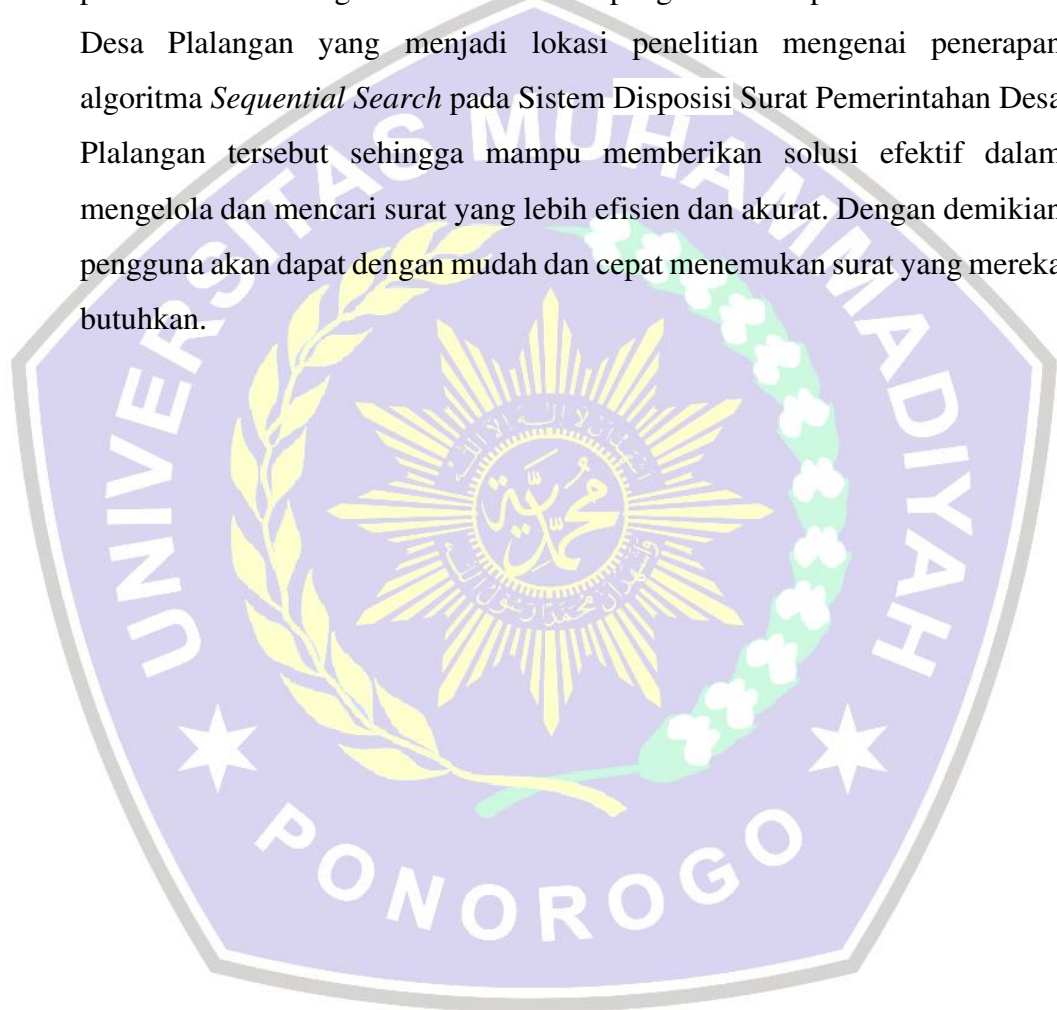 Desa Plalangan yang menjadi lokasi penelitian mengenai penerapan
algoritma Sequential Search pada Sistem Disposisi Surat Pemerintahan Desa
Plalangan tersebut sehingga mampu memberikan solusi efektif dalam
mengelola dan mencari surat yang lebih efisien dan akurat. Dengan demikian
pengguna akan dapat dengan mudah dan cepat menemukan surat yang mereka
butuhkan.
UNIVERSITAS MUHAMMADIYAH
PONOROGO
محمد